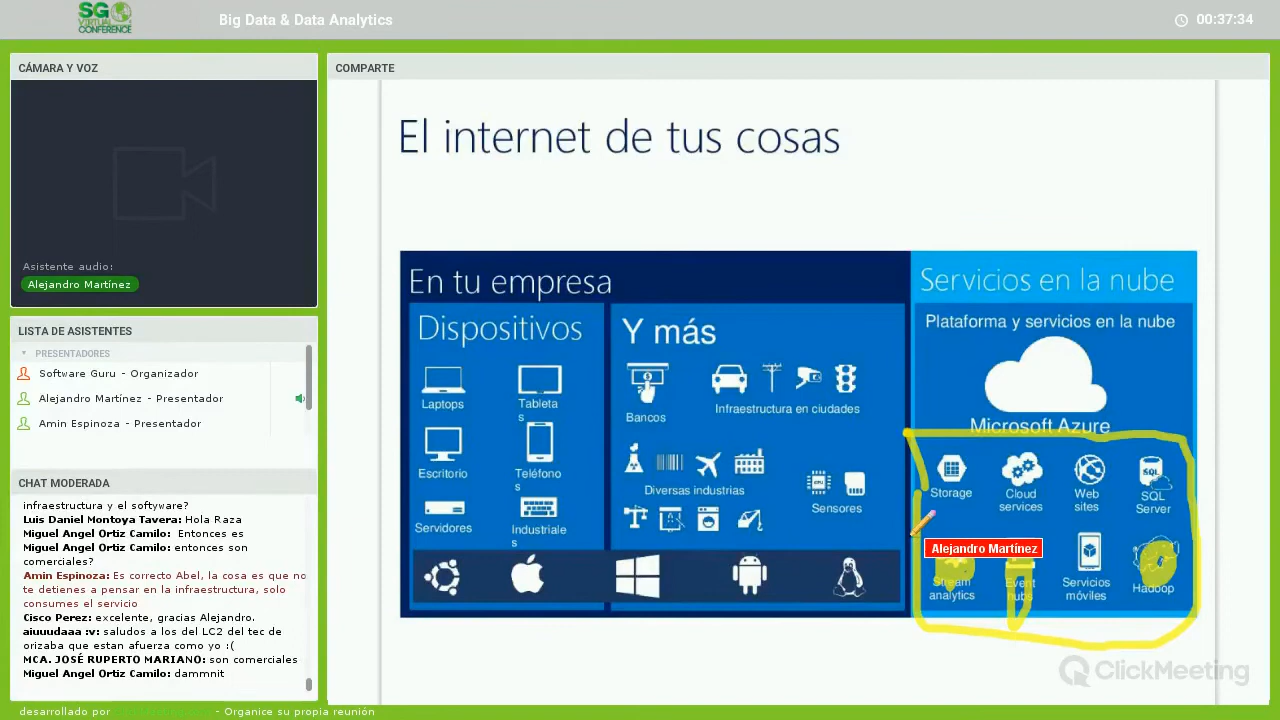 SG
VIRTUAL
CONFERENCE
Big Data & Data Analytics
00:37:34
CÁMARA Y VOZ
Asistente audio:
Alejandro Martínez
LISTA DE ASISTENTES
PRESENTADORES
Software Guru - Organizador
Alejandro Martínez - Presentador
Amin Espinoza - Presentador
CHAT MODERADA
infraestructura y el softyware?
Luis Daniel Montoya Tavera: Hola Raza
Miguel Angel Ortiz Camilo: Entonces es
Miguel Angel Ortiz Camilo: entonces son
comerciales?
Amin Espinoza: Es correcto Abel, la cosa es que no
te detienes a pensar en la infraestructura, solo
consumes el servicio
Cisco Perez: excelente, gracias Alejandro.
aiuuudaaa :v: saludos a los del LC2 del tec de
orizaba que estan afuerza como yo :(
MCA. JOSÉ RUPERTO MARIANO: son comerciales
Miguel Angel Ortiz Camilo: dammnit
desarrollado por
- Organice su propia reunión
COMPARTE
El internet de tus cosas
En tu empresa
Dispositivos
Laptops
Tableta
s
Escritorio
Teléfono
s
Servidores
Industriale
s
Y más
Bancos
Infraestructura en ciudades
Diversas industrias
CPU
Sensores
Servicios en la nube
Plataforma y servicios en la nube
Microsoft Azure
Storage
Cloud
services
Web
sites
SQL
SQL
Server
Alejandro Martínez
Stream
analytics
Event
hubs
Servicios
móviles
Hadoop
ClickMeeting